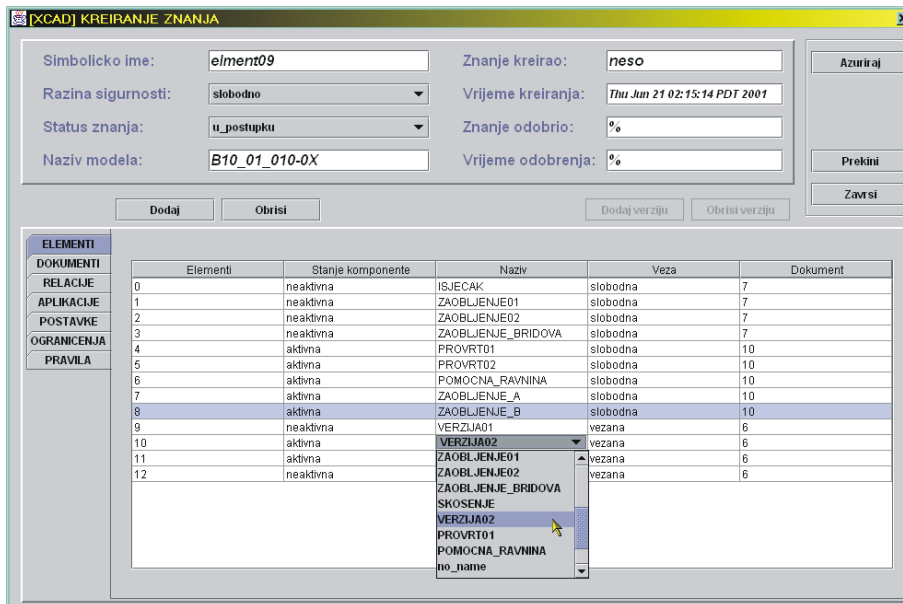 [XCAD] KREIRANJE ZNANJA
Simbolicko ime: elment09 Znanje kreirao: neso
Razina sigurnosti: slobodno Vrijeme kreiranja: Thu Jun 21 02:15:14 PDT 2001
Status znanja: u_postupku Znanje odobrio: %
Naziv modela: B10_01_010-0X Vrijeme odobrenja: %
Azuriraj
Prekini
Zavrsi
Dodaj Obrisi Dodaj verziju Obrisi verziju
ELEMENTI
DOKUMENTI
RELACIJE
APLIKACIJE
POSTAVKE
OGRANICENJA
PRAVILA
Elementi Stanje komponente Naziv Veza Dokument
0 neaktivna ISJECAK slobodna 7
1 neaktivna ZAOBLJENJE01 slobodna 7
2 neaktivna ZAOBLJENJE02 slobodna 7
3 neaktivna ZAOBLJENJE_BRIDOVA slobodna 7
4 aktivna PROVRT01 slobodna 10
5 aktivna PROVRT02 slobodna 10
6 aktivna POMOCNA_RAVNINA slobodna 10
7 aktivna ZAOBLJENJE_A slobodna 10
8 aktivna ZAOBLJENJE_B slobodna 10
9 neaktivna VERZIJA01 vezana 6
10 aktivna VERZIJA02 vezana 6
11 aktivna vezana 6
12 neaktivna vezana 6
ZAOBLJENJE01
ZAOBLJENJE02
ZAOBLJENJE_BRIDOVA
SKOSENJE
VERZIJA02
PROVRT01
POMOCNA_RAVNINA
no_name